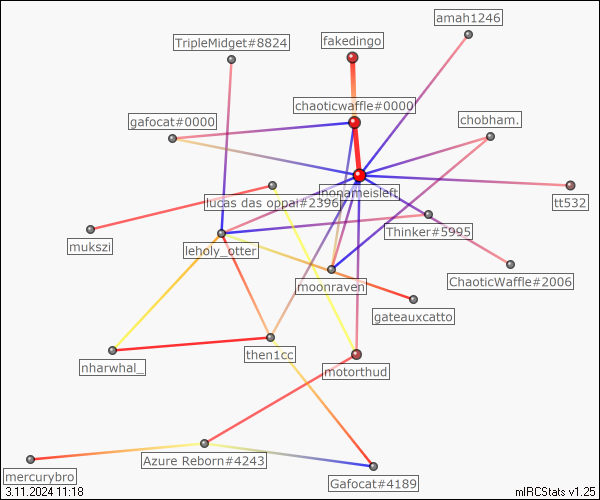 amah1246
fakedingo
TripleMidget#8824
chaoticwaffle#0000
gafocat#0000
chobham.
nonameisleft
lucas das oppai#2396
tt532
Thinker#5995
mukszi
leholy_otter
ChaoticWaffle#2006
moonraven
gateauxcatto
then1cc
nharwhal_
motorthud
Azure Reborn#4243
mercurybro
Gafocat#4189
3.11.2024 11:18
mIRCStats v1.25